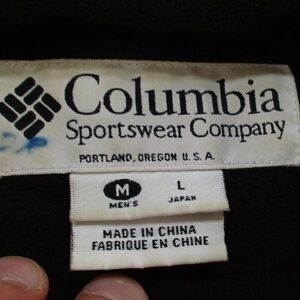 Columbia
Sportswear Company
PORTLAND, OREGON U.S.A.
M L
MEN'S JAPAN
MADE IN CHINA
FABRIQUE EN CHINE